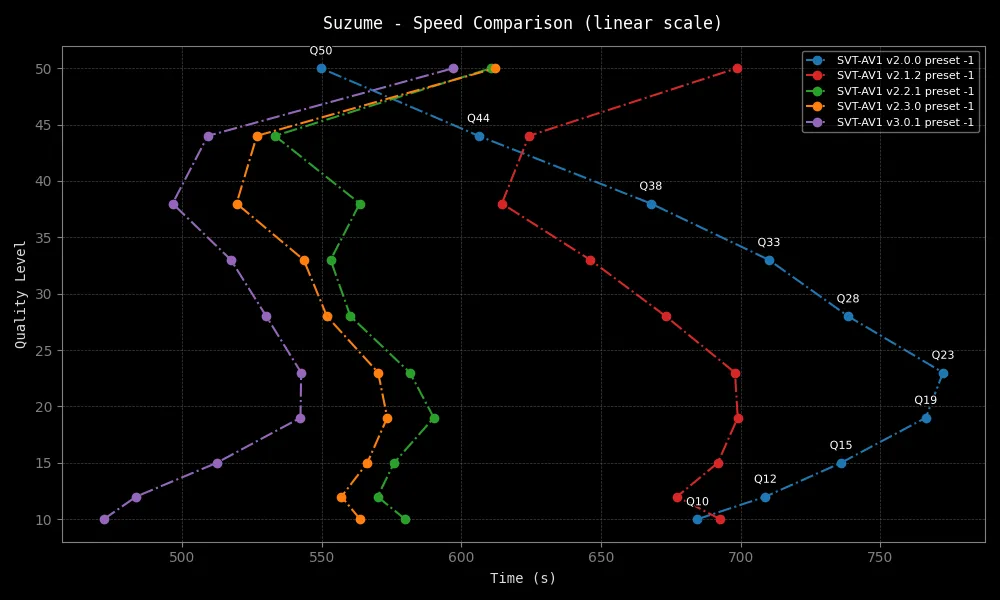 Suzume - Speed Comparison (linear scale)
SVT-AV1 v2.0.0 preset -1
SVT-AV1 v2.1.2 preset -1
SVT-AV1 v2.2.1 preset -1
SVT-AV1 v2.3.0 preset -1
SVT-AV1 v3.0.1 preset -1
Q50
Q44
Q38
Q33
Q28
Q23
Q19
Q15
Q12
Q10
Quality Level
50
45
40
35
30
25
20
15
10
500 550 600 650 700 750
Time (s)